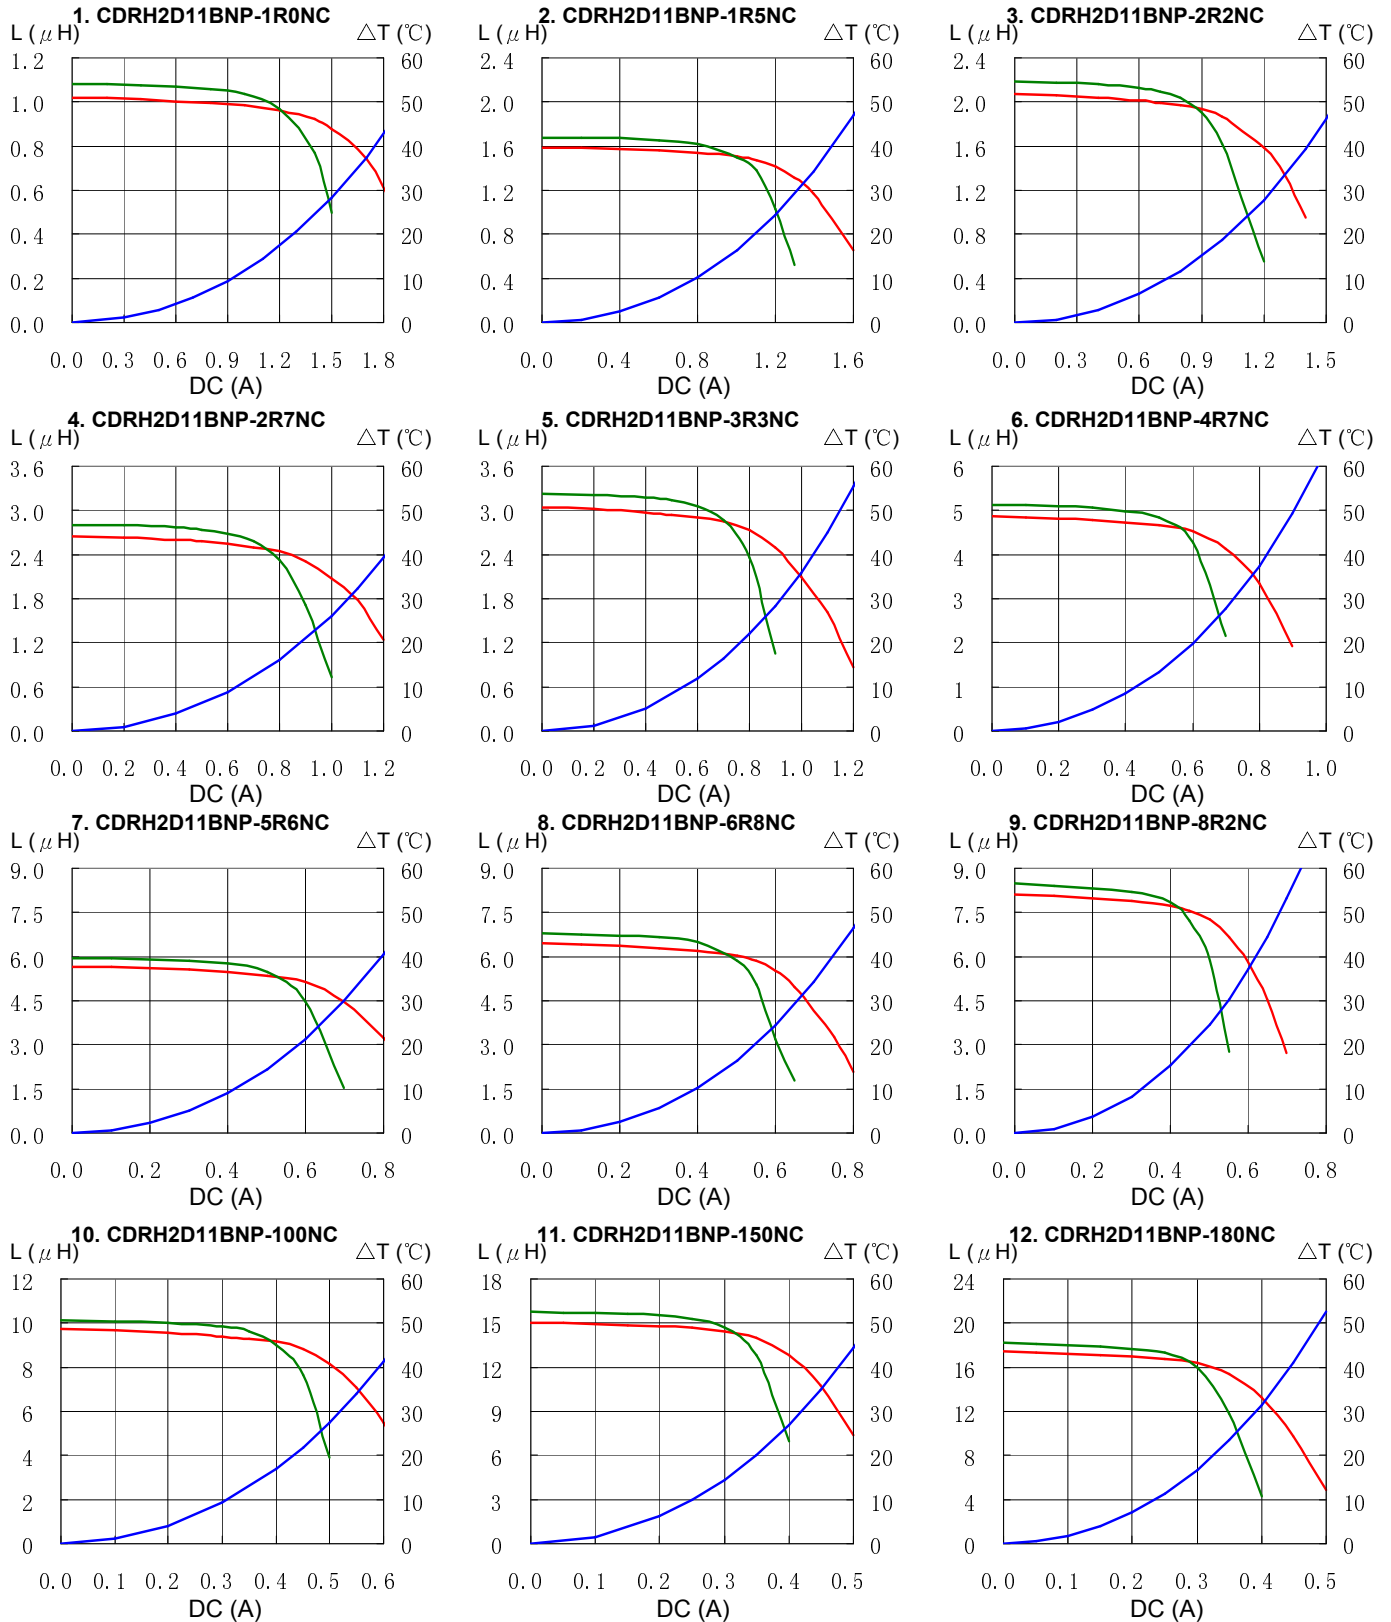 1. CDRH2D11BNP-1R0NC
L (μH)
△T (℃)
1.2
1.0
0.8
0.6
0.4
0.2
0.0
60
50
40
30
20
10
0
0.0 0.3 0.6 0.9 1.2 1.5 1.8
DC (A)
2. CDRH2D11BNP-1R5NC
L (μH)
△T (℃)
2.4
2.0
1.6
1.2
0.8
0.4
0.0
60
50
40
30
20
10
0
0.0 0.4 0.8 1.2 1.6
DC (A)
3. CDRH2D11BNP-2R2NC
L (μH)
△T (℃)
2.4
2.0
1.6
1.2
0.8
0.4
0.0
60
50
40
30
20
10
0
0.0 0.3 0.6 0.9 1.2 1.5
DC (A)
4. CDRH2D11BNP-2R7NC
L (μH)
△T (℃)
3.6
3.0
2.4
1.8
1.2
0.6
0.0
60
50
40
30
20
10
0
0.0 0.2 0.4 0.6 0.8 1.0 1.2
DC (A)
5. CDRH2D11BNP-3R3NC
L (μH)
△T (℃)
3.6
3.0
2.4
1.8
1.2
0.6
0.0
60
50
40
30
20
10
0
0.0 0.2 0.4 0.6 0.8 1.0 1.2
DC (A)
6. CDRH2D11BNP-4R7NC
L (μH)
△T (℃)
6
5
4
3
2
1
0
60
50
40
30
20
10
0
0.0 0.2 0.4 0.6 0.8 1.0
DC (A)
7. CDRH2D11BNP-5R6NC
L (μH)
△T (℃)
9.0
7.5
6.0
4.5
3.0
1.5
0.0
60
50
40
30
20
10
0
0.0 0.2 0.4 0.6 0.8
DC (A)
8. CDRH2D11BNP-6R8NC
L (μH)
△T (℃)
9.0
7.5
6.0
4.5
3.0
1.5
0.0
60
50
40
30
20
10
0
0.0 0.2 0.4 0.6 0.8
DC (A)
9. CDRH2D11BNP-8R2NC
L (μH)
△T (℃)
9.0
7.5
6.0
4.5
3.0
1.5
0.0
60
50
40
30
20
10
0
0.0 0.2 0.4 0.6 0.8
DC (A)
10. CDRH2D11BNP-100NC
L (μH)
△T (℃)
12
10
8
6
4
2
0
60
50
40
30
20
10
0
0.0 0.1 0.2 0.3 0.4 0.5 0.6
DC (A)
11. CDRH2D11BNP-150NC
L (μH)
△T (℃)
18
15
12
9
6
3
0
60
50
40
30
20
10
0
0.0 0.1 0.2 0.3 0.4 0.5
DC (A)
12. CDRH2D11BNP-180NC
L (μH)
△T (℃)
24
20
16
12
8
4
0
60
50
40
30
20
10
0
0.0 0.1 0.2 0.3 0.4 0.5
DC (A)